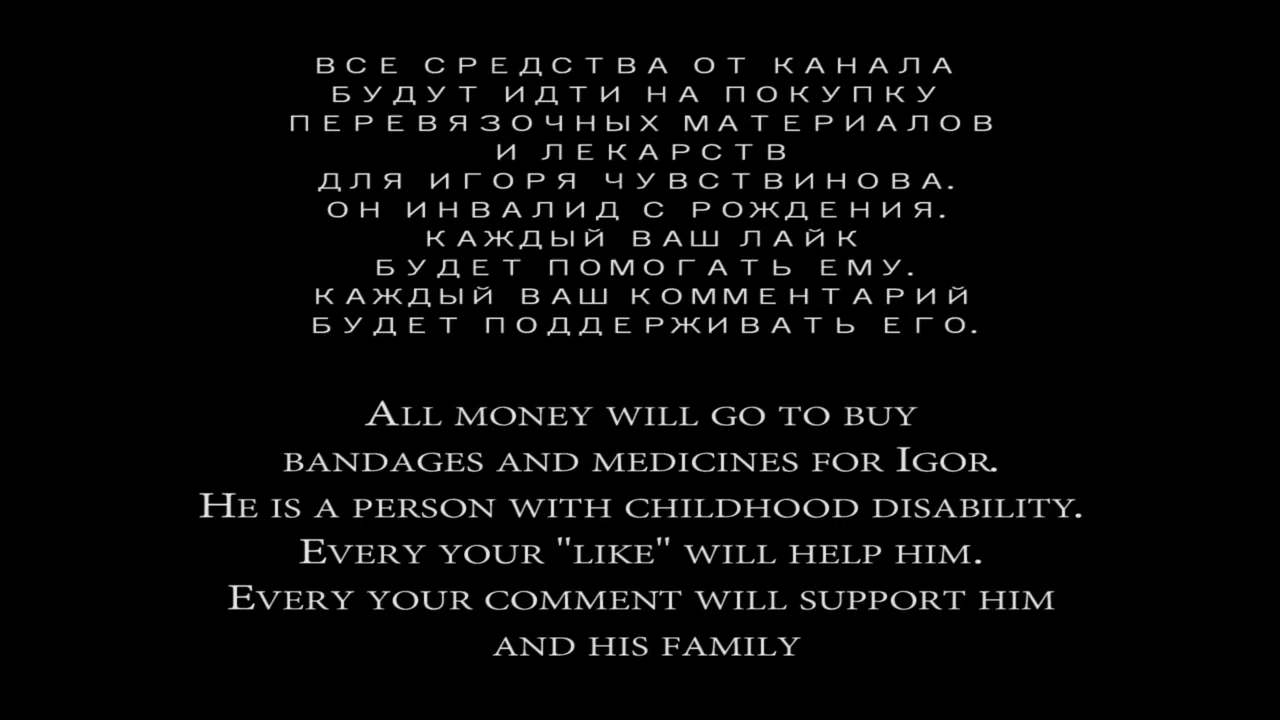 ВСЕ СРЕДСТВА ОТ КАНАЛА
БУДУТ ИДТИ НА ПОКУПКУ
ПЕРЕВЯЗОЧНЫХ МАТЕРИАЛОВ
И ЛЕКАРСТВ
ДЛЯ ИГОРЯ ЧУВСТВИНОВА.
ОН ИНВАЛИД С РОЖДЕНИЯ.
КАЖДЫЙ ВАШ ЛАЙК
БУДЕТ ПОМОГАТЬ ЕМУ.
КАЖДЫЙ ВАШ КОММЕНТАРИЙ
БУДЕТ ПОДДЕРЖИВАТЬ ЕГО.
ALL MONEY WILL GO TO BUY
BANDAGES AND MEDICINES FOR IGOR.
HE IS A PERSON WITH CHILDHOOD DISABILITY.
EVERY YOUR "LIKE" WILL HELP HIM.
EVERY YOUR COMMENT WILL SUPPORT HIM
AND HIS FAMILY